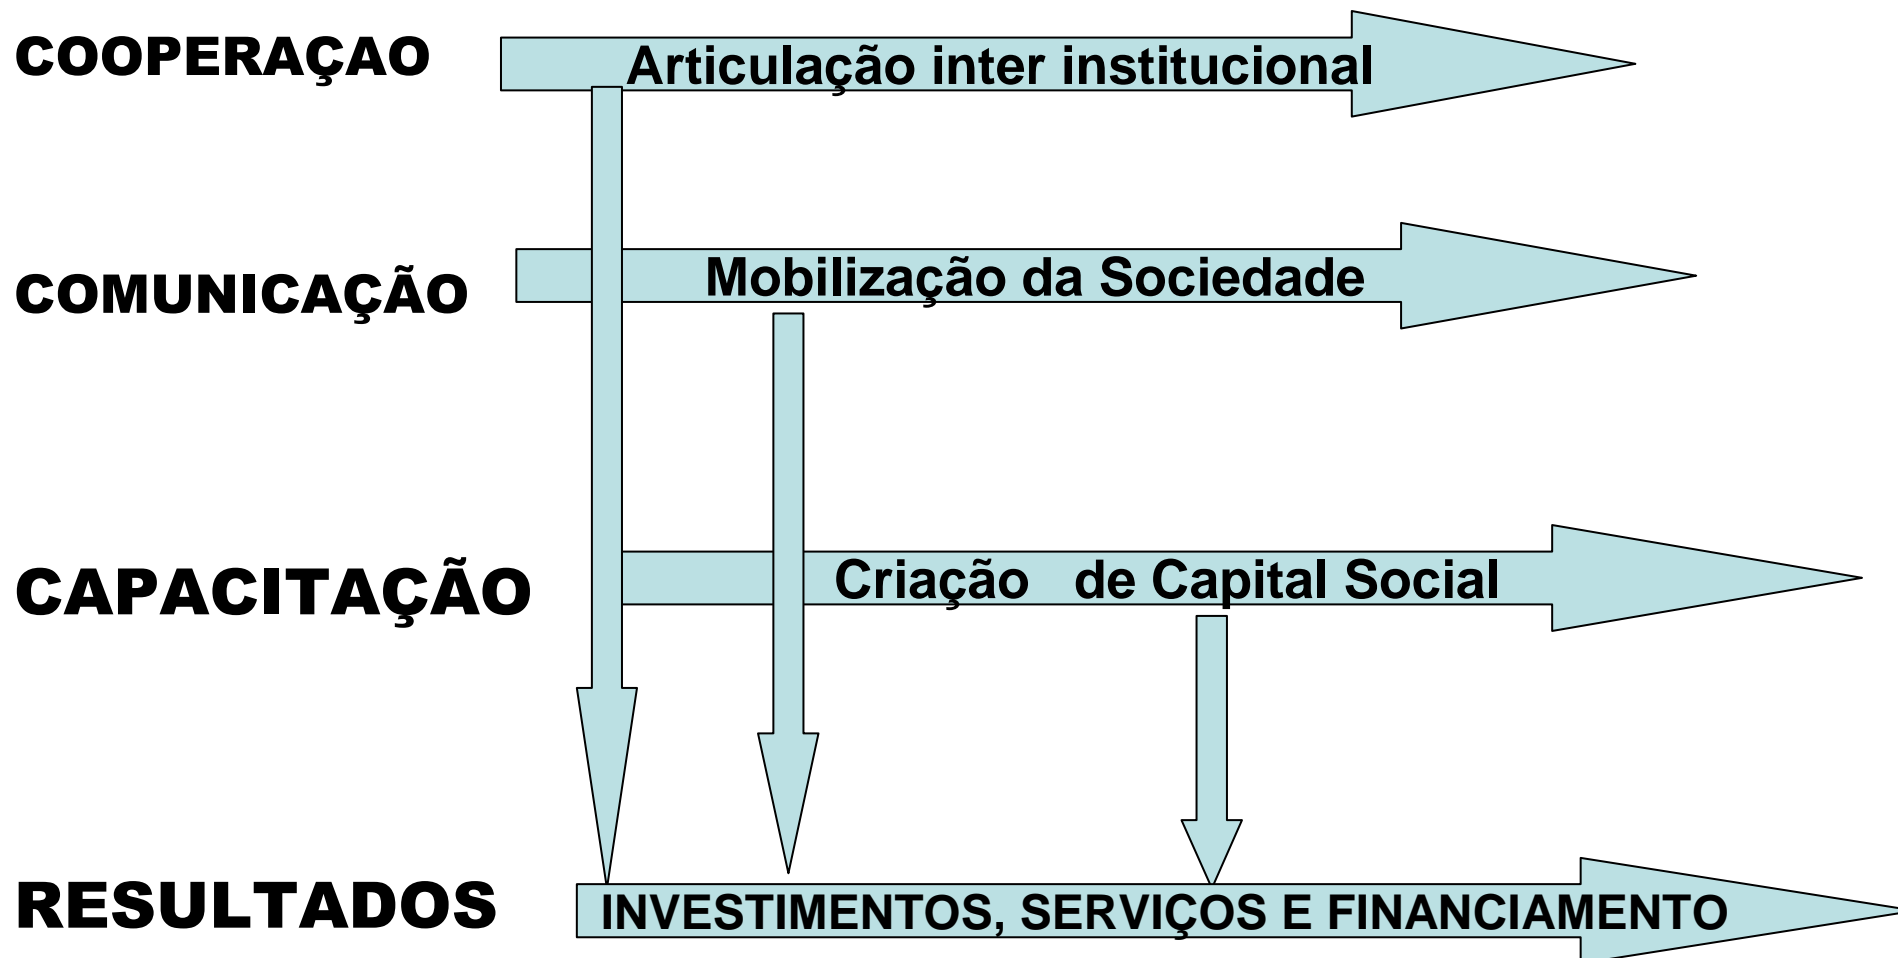 COOPERAÇAO
Articulação inter institucional
COMUNICAÇÃO
Mobilização da Sociedade
CAPACITAÇÃO
Criação de Capital Social
RESULTADOS
INVESTIMENTOS, SERVIÇOS E FINANCIAMENTO